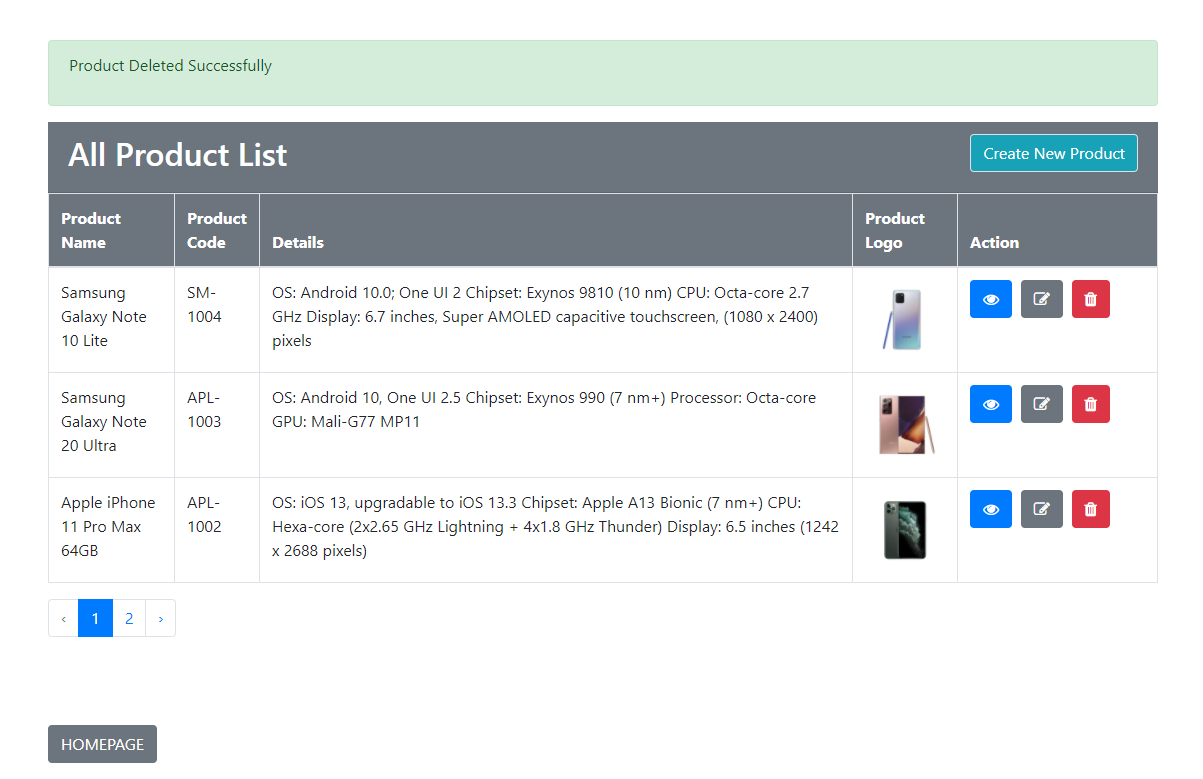 Product Deleted Successfully
All Product List
Create New Product
Product
Name
Product
Code
Details
Product
Logo
Action
Samsung
Galaxy Note
10 Lite
SM-
1004
OS: Android 10.0; One UI 2 Chipset: Exynos 9810 (10 nm) CPU: Octa-core 2.7
GHz Display: 6.7 inches, Super AMOLED capacitive touchscreen, (1080 x 2400)
pixels
Samsung
Galaxy Note
20 Ultra
APL-
1003
OS: Android 10, One UI 2.5 Chipset: Exynos 990 (7 nm+) Processor: Octa-core
GPU: Mali-G77 MP11
Apple iPhone
11 Pro Max
64GB
APL-
1002
OS: iOS 13, upgradable to iOS 13.3 Chipset: Apple A13 Bionic (7 nm+) CPU:
Hexa-core (2x2.65 GHz Lightning + 4x1.8 GHz Thunder) Display: 6.5 inches (1242
x 2688 pixels)
‹ 1 2 ›
HOMEPAGE